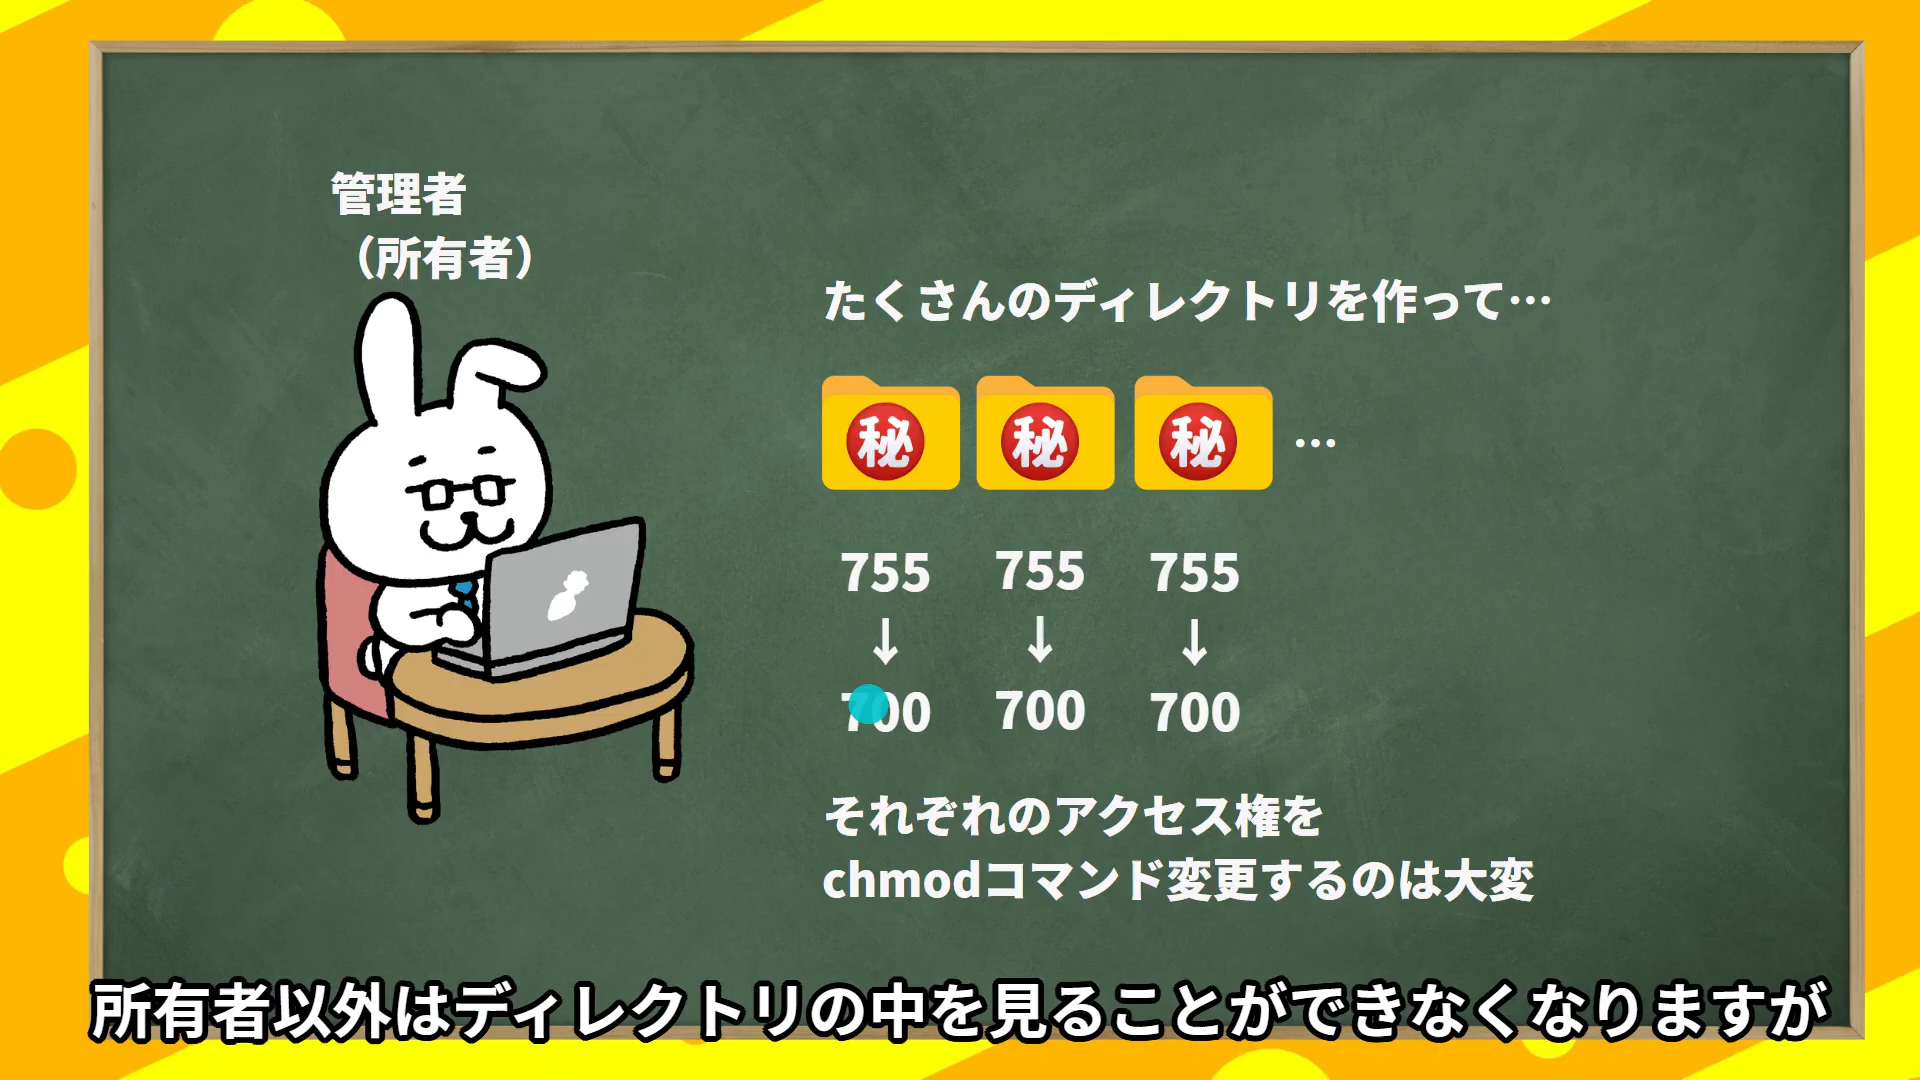 管理者
（所有者）
たくさんのディレクトリを作って…
秘 秘 秘 …
755 755 755
↓ ↓ ↓
700 700 700
それぞれのアクセス権を
chmodコマンド変更するのは大変
所有者以外はディレクトリの中を見ることができなくなりますが